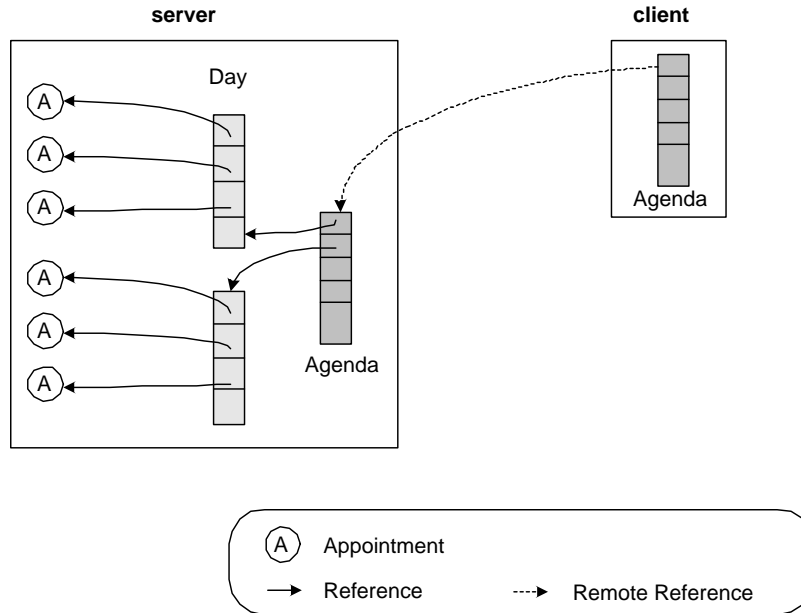 server
client
Day
A
A
A
A
A
A
Agenda
Agenda
A Appointment
Reference
Remote Reference